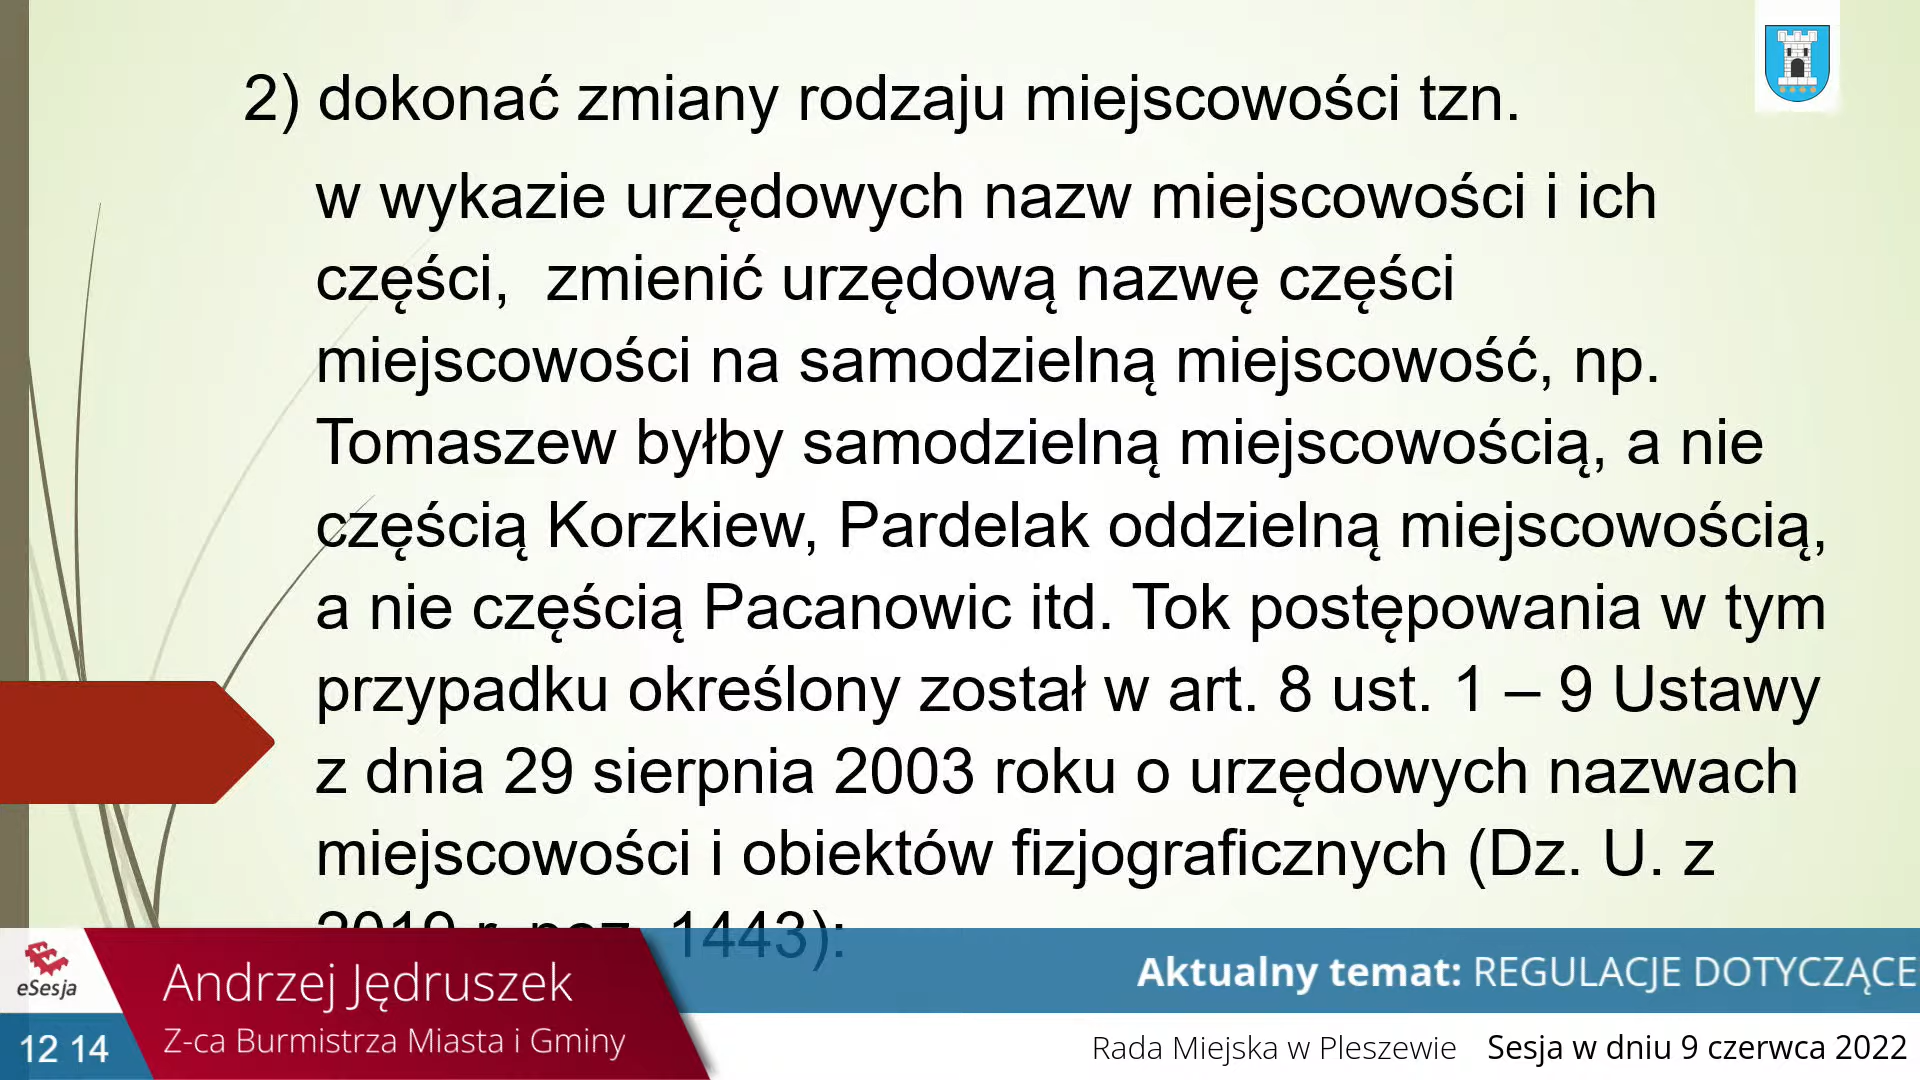 2) dokonać zmiany rodzaju miejscowości tzn.
w wykazie urzędowych nazw miejscowości i ich
części,  zmienić urzędową nazwę części
miejscowości na samodzielną miejscowość, np.
Tomaszew byłby samodzielną miejscowością, a nie
częścią Korzkiew, Pardelak oddzielną miejscowością,
a nie częścią Pacanowic itd. Tok postępowania w tym
przypadku określony został w art. 8 ust. 1 – 9 Ustawy
z dnia 29 sierpnia 2003 roku o urzędowych nazwach
miejscowości i obiektów fizjograficznych (Dz. U. z
2019 r. poz. 1443):
eSesja
Andrzej Jędruszek
Z-ca Burmistrza Miasta i Gminy
12 14
Aktualny temat: REGULACJE DOTYCZĄCE
Rada Miejska w Pleszewie Sesja w dniu 9 czerwca 2022